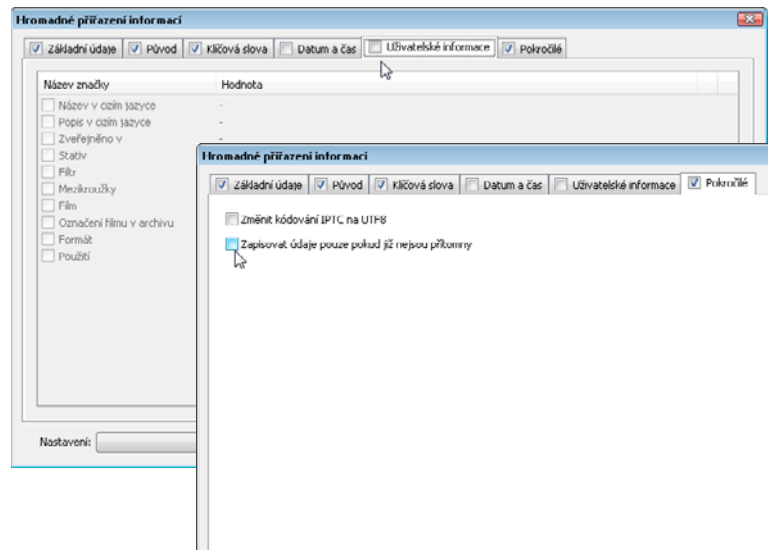 Hromadné přiřazení informací
Základní údaje Původ Klíčová slova Datum a čas Uživatelské informace Pokročilé
Název značky Hodnota
Název v cizím jazyce -
Popis v cizím jazyce -
Zveřejněno v -
Stativ
Filtr
Mezikroužky
Film
Označení filmu v archivu
Formát
Použití
Nastavení:
Hromadné přiřazení informací
Základní údaje Původ Klíčová slova Datum a čas Uživatelské informace Pokročilé
Změnit kódování IPTC na UTF8
Zapisovat údaje pouze pokud již nejsou přítomny